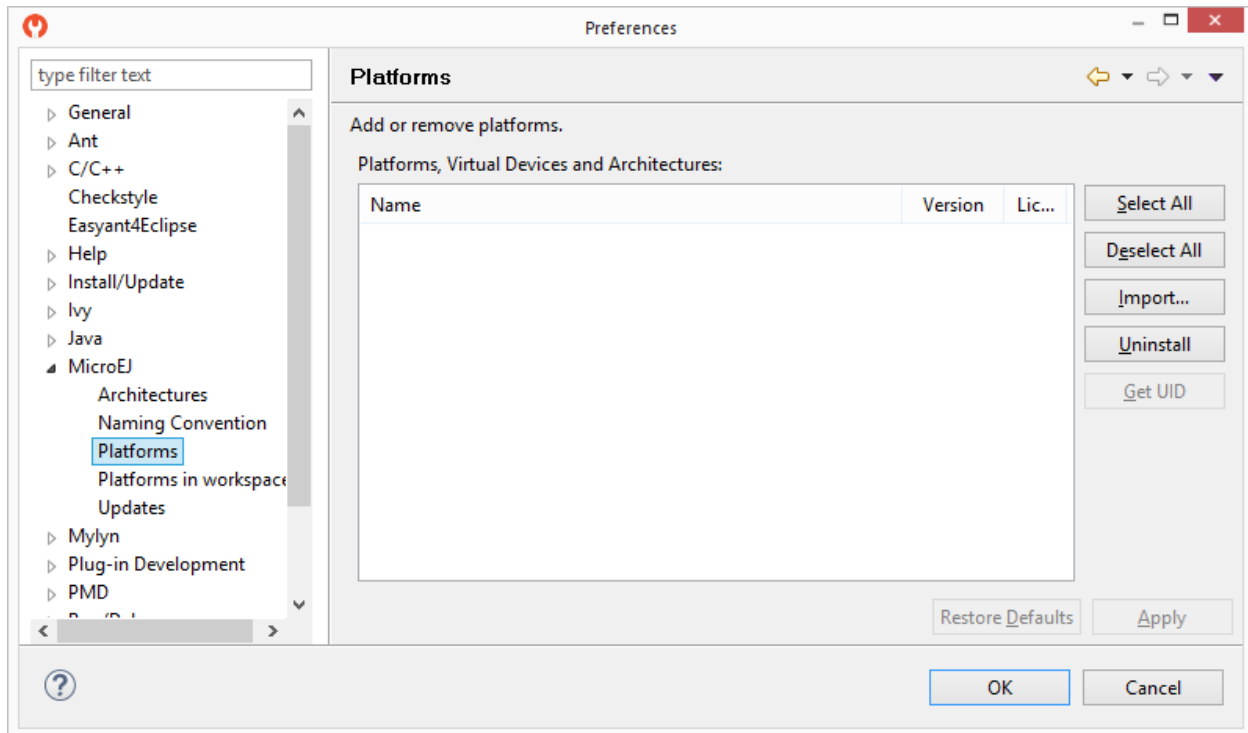 Preferences
type filter text
General
Ant
C/C++
Checkstyle
Easyant4Eclipse
Help
Install/Update
Ivy
Java
MicroEJ
Architectures
Naming Convention
Platforms
Platforms in workspace
Updates
Mylyn
Plug-in Development
PMD
Platforms
Add or remove platforms.
Platforms, Virtual Devices and Architectures:
Name Version Lic...
Select All
Deselect All
Import...
Uninstall
Get UID
Restore Defaults Apply
OK Cancel